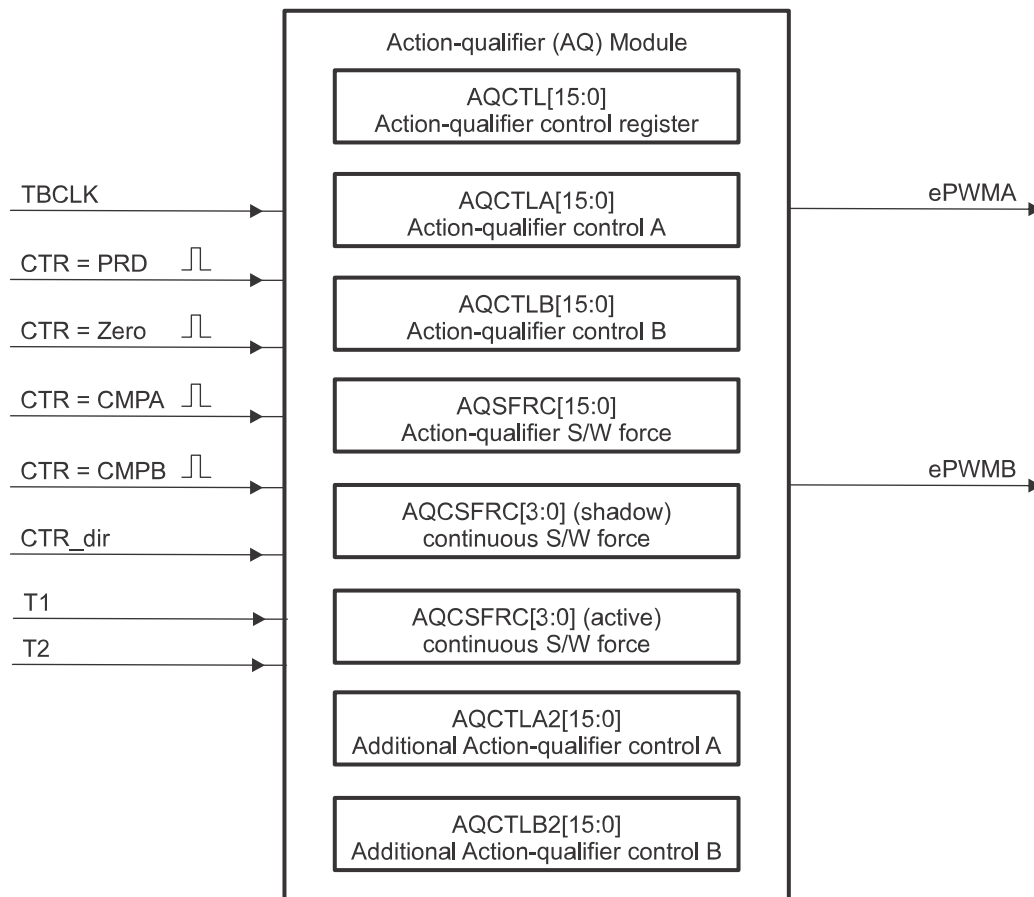 Action-qualifier (AQ) Module
AQCTL[15:0]
Action-qualifier control register
TBCLK
CTR = PRD
CTR = Zero
CTR = CMPA
CTR = CMPB
CTR_dir
T1
T2
AQCTLA[15:0]
Action-qualifier control A
AQCTLB[15:0]
Action-qualifier control B
AQSFRC[15:0]
Action-qualifier S/W force
AQCSFRC[3:0] (shadow)
continuous S/W force
AQCSFRC[3:0] (active)
continuous S/W force
AQCTLA2[15:0]
Additional Action-qualifier control A
AQCTLB2[15:0]
Additional Action-qualifier control B
ePWMA
ePWMB